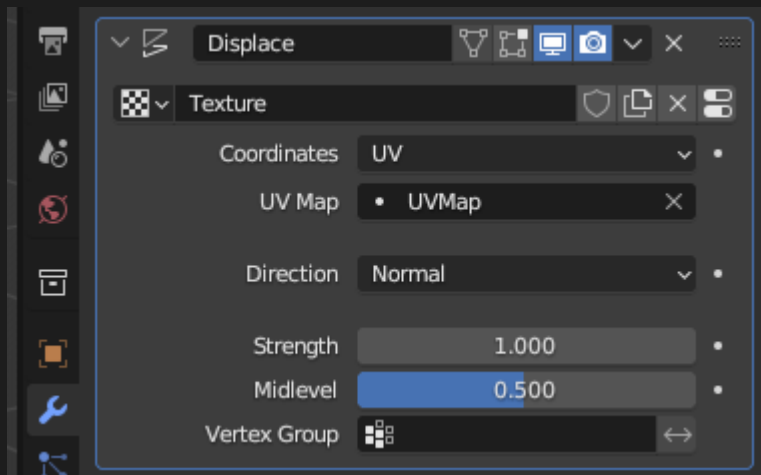 Displace
Texture
Coordinates UV
UV Map UVMap
Direction Normal
Strength 1.000
Midlevel 0.500
Vertex Group